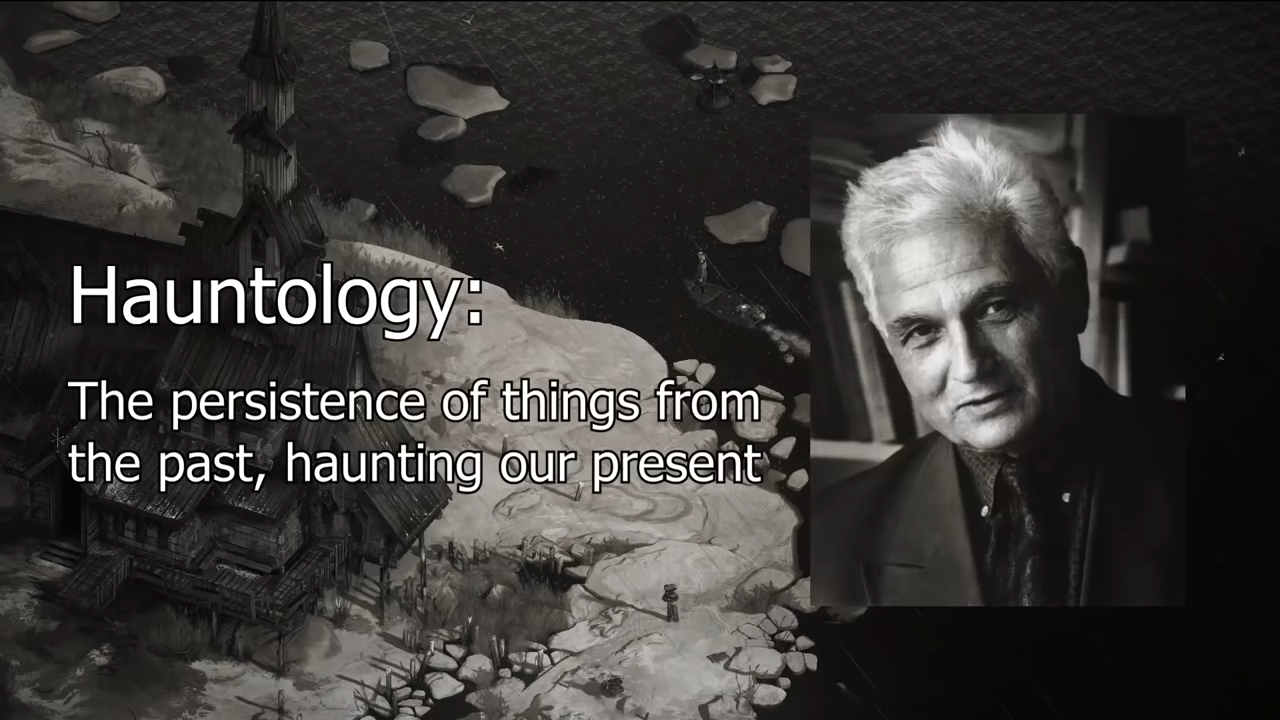 Hauntology:
The persistence of things from
the past, haunting our present